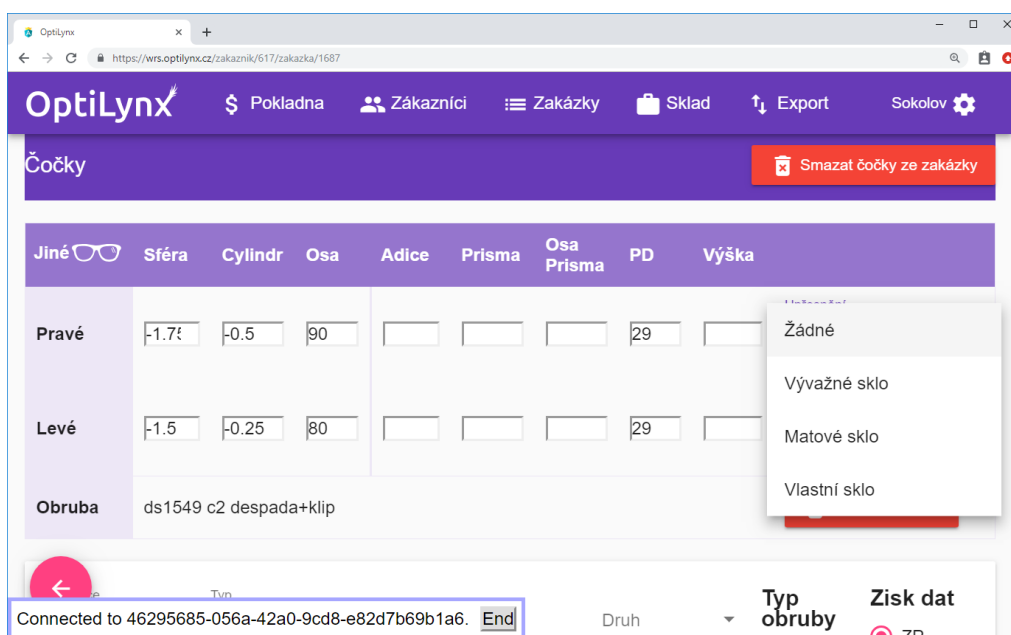 OptiLynx
https://wrs.optilynx.cz/zakaznik/617/zakazka/1687
OptiLynx $ Pokladna Zákazníci Zakázky Sklad Export Sokolov
Čočky Smazat čočky ze zakázky
Jiné Sféra Cylindr Osa Adice Prisma Osa Prisma PD Výška
Pravé -1.75 -0.5 90 29
Žádné
Vývažné sklo
Levé -1.5 -0.25 80 29
Matové sklo
Vlastní sklo
Obruba ds1549 c2 despada+klip
Typ
Connected to 46295685-056a-42a0-9cd8-e82d7b69b1a6. End
Druh
Typ obruby
Zisk dat